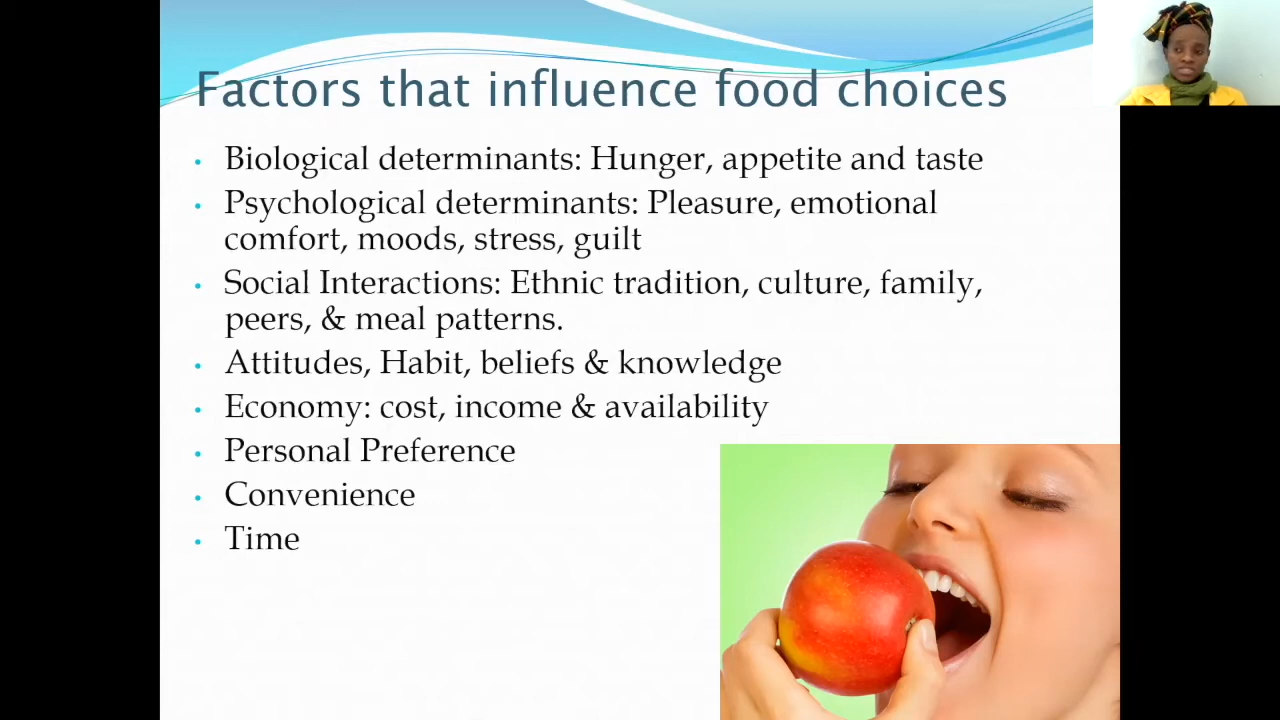 Factors that influence food choices
• Biological determinants: Hunger, appetite and taste
• Psychological determinants: Pleasure, emotional
comfort, moods, stress, guilt
• Social Interactions: Ethnic tradition, culture, family,
peers, & meal patterns.
• Attitudes, Habit, beliefs & knowledge
• Economy: cost, income & availability
• Personal Preference
• Convenience
• Time